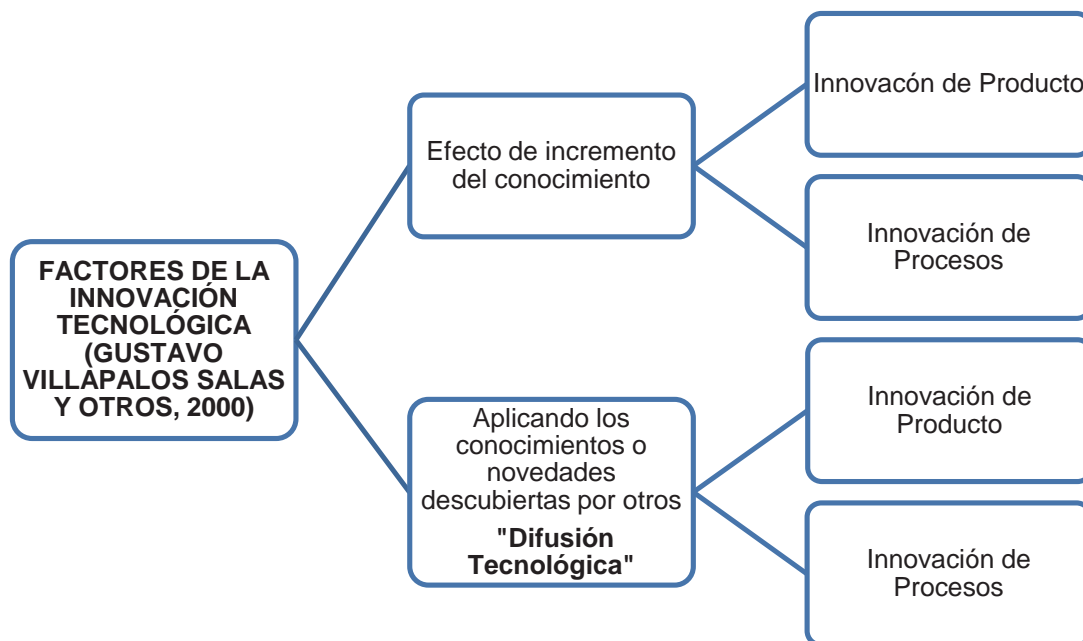 FACTORES DE LA
INNOVACIÓN
TECNOLÓGICA
(GUSTAVO
VILLAPALOS SALAS
Y OTROS, 2000)
Efecto de incremento
del conocimiento
Innovacón de Producto
Innovación de
Procesos
Aplicando los
conocimientos o
novedades
descubiertas por otros
"Difusión
Tecnológica"
Innovación de
Producto
Innovación de
Procesos